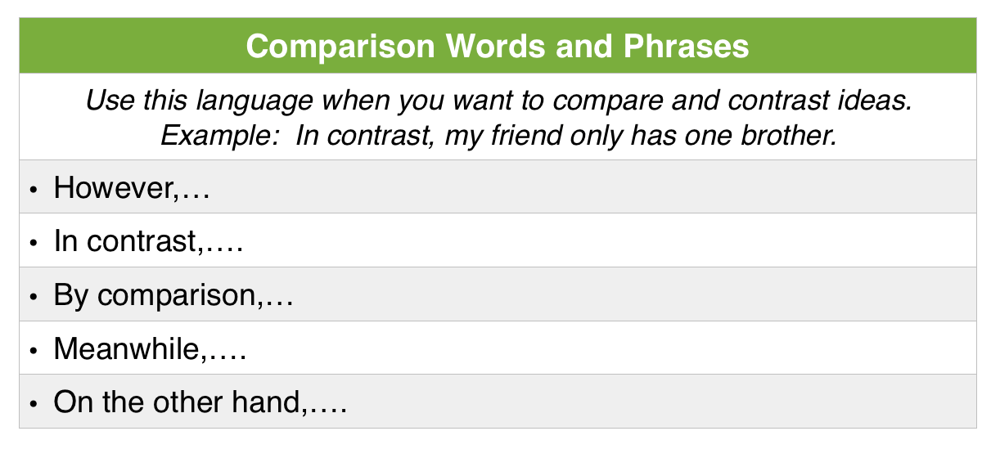 Comparison Words and Phrases
Use this language when you want to compare and contrast ideas.
Example:  In contrast, my friend only has one brother.
• However,…
• In contrast,….
• By comparison,…
• Meanwhile,….
• On the other hand,….